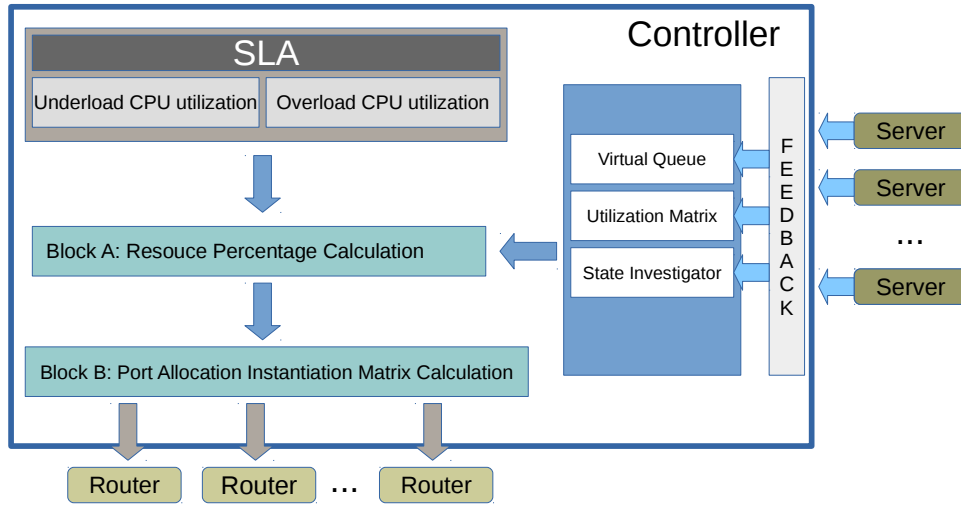 Controller
SLA
Underload CPU utilization
Overload CPU utilization
Block A: Resouce Percentage Calculation
Block B: Port Allocation Instantiation Matrix Calculation
Virtual Queue
Utilization Matrix
State Investigator
FEEDBACK
Server
Server
...
Server
Router
Router
...
Router